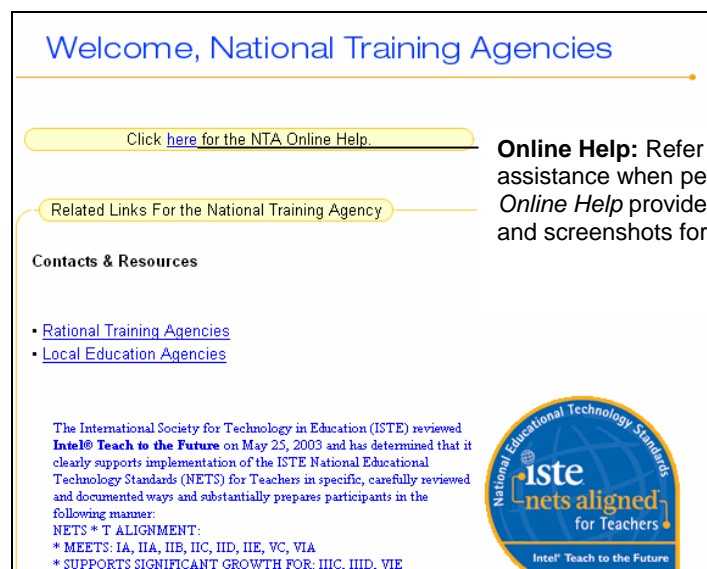 Welcome, National Training Agencies
Click here for the NTA Online Help.
Online Help: Refer
assistance when pe
Online Help provide
and screenshots for
Related Links For the National Training Agency
Contacts & Resources
▪ Rational Training Agencies
▪ Local Education Agencies
The International Society for Technology in Education (ISTE) reviewed
Intel® Teach to the Future on May 25, 2003 and has determined that it
clearly supports implementation of the ISTE National Educational
Technology Standards (NETS) for Teachers in specific, carefully reviewed
and documented ways and substantially prepares participants in the
following manner:
NETS * T ALIGNMENT:
* MEETS: IA, IIA, IIB, IIC, IID, IIE, VC, VIA
* SUPPORTS SIGNIFICANT GROWTH FOR: IIIC, IIID, VIE
National Educational Technology Standards
iste
nets aligned
for Teachers
Intel® Teach to the Future